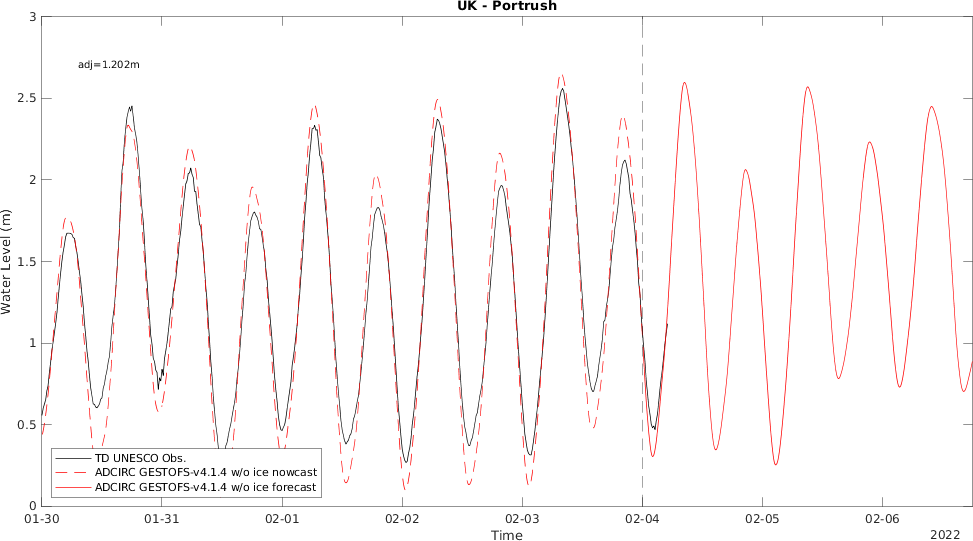 UK - Portrush
adj=1.202m
Water Level (m)
3
2.5
2
1.5
1
0.5
0
TD UNESCO Obs.
ADCIRC GESTOFS-v4.1.4 w/o ice nowcast
ADCIRC GESTOFS-v4.1.4 w/o ice forecast
01-30 01-31 02-01 02-02 02-03 02-04 02-05 02-06
Time
2022